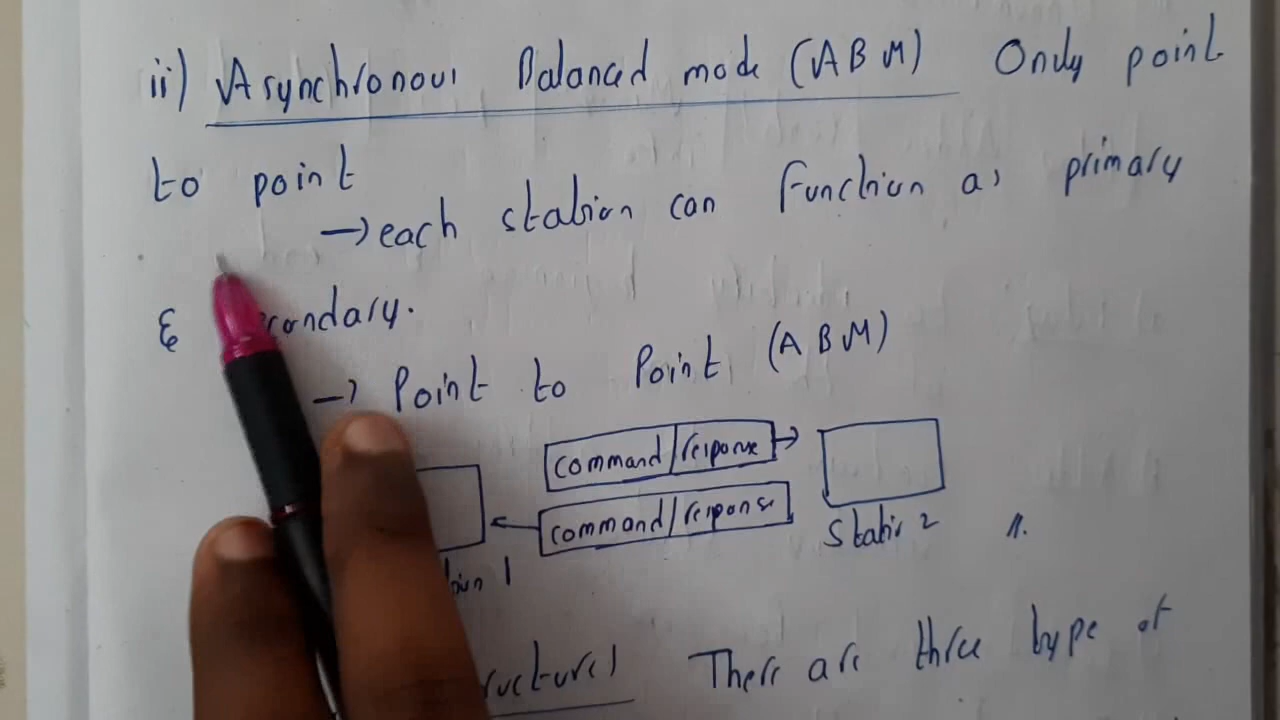 ii) Asynchronous Balanced mode (ABM) Only point
to point
→ each station can function as primary
& secondary.
→ Point to Point (ABM)
command/response →
← command/response
Station 2
1
There are three type of